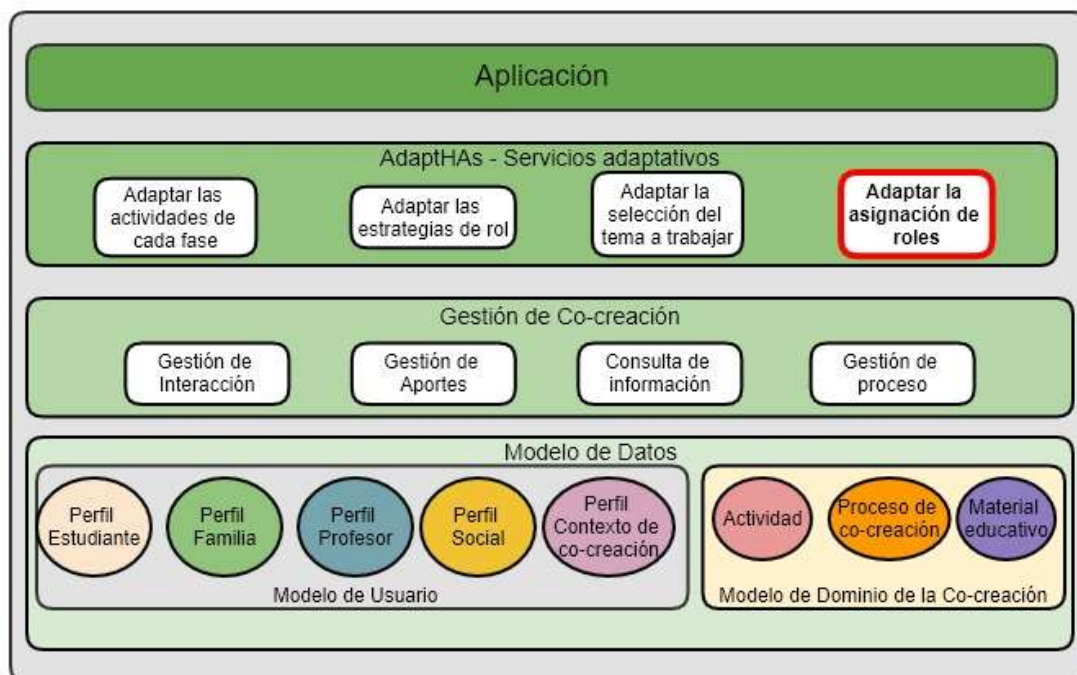 Aplicación
AdaptHAs - Servicios adaptativos
Adaptar las
actividades de
cada fase
Adaptar las
estrategias de rol
Adaptar la
selección del
tema a trabajar
Adaptar la
asignación de
roles
Gestión de Co-creación
Gestión de
Interacción
Gestión de
Aportes
Consulta de
información
Gestión de
proceso
Modelo de Datos
Perfil
Estudiante
Perfil
Familia
Perfil
Profesor
Perfil
Social
Perfil
Contexto de
co-creación
Modelo de Usuario
Actividad
Proceso de
co-creación
Material
educativo
Modelo de Dominio de la Co-creación